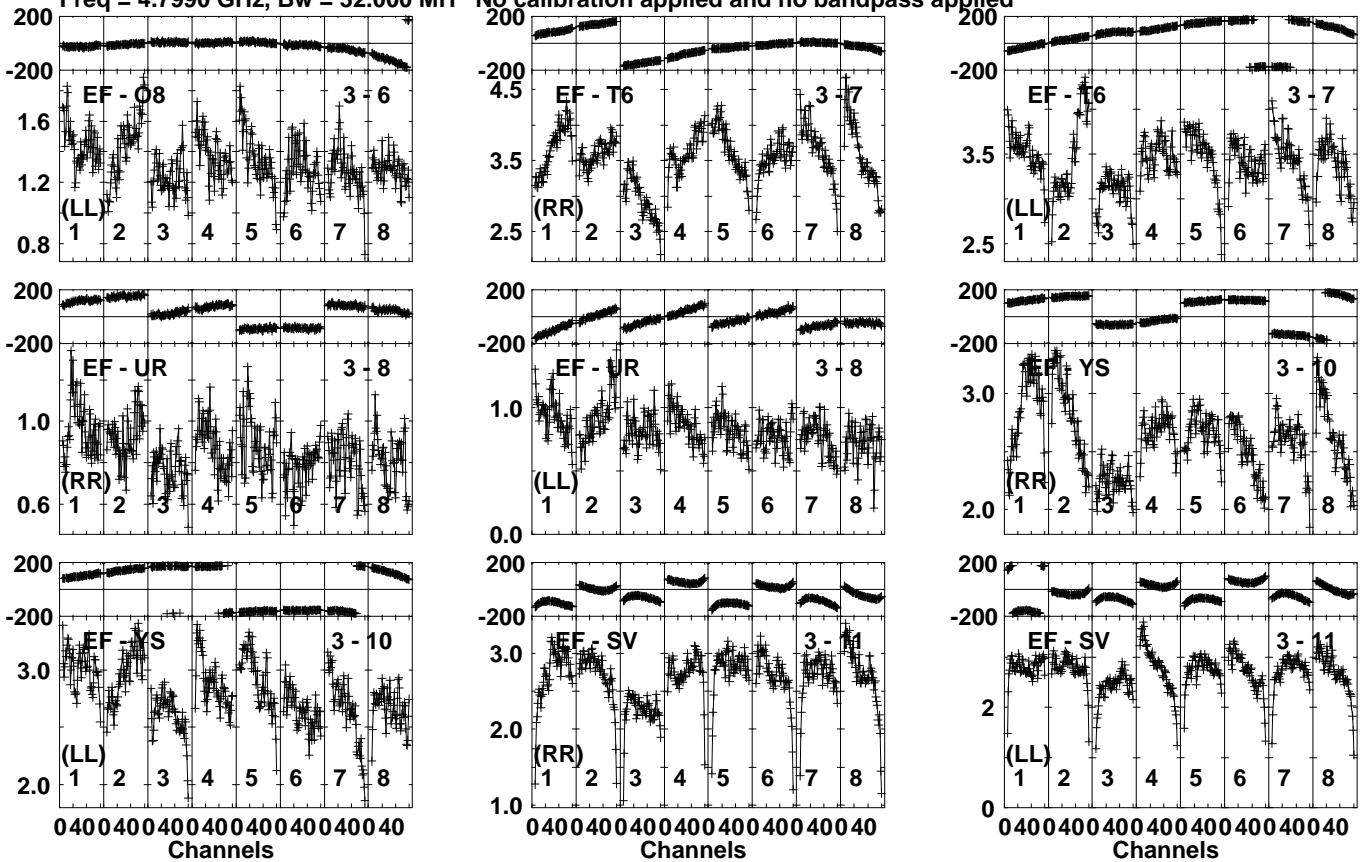 Freq = 4.7990 GHz, Bw = 32.000 MH No calibration applied and no bandpass applied
200 200 200
-200 -200 -200
EF - O8 3 - 6 EF - T6 3 - 7 EF - T6 3 - 7
4.5
1.6
3.5 3.5
1.2
(LL) (RR) (LL)
1 2 3 4 5 6 7 8 2.5 1 2 3 4 5 6 7 8 1 2 3 4 5 6 7 8
0.8 2.5
200 200 200
-200 -200 -200
EF - UR 3 - 8 EF - UR 3 - 8 EF - YS 3 - 10
1.0 1.0 3.0
(RR) (LL) (RR)
0.6 1 2 3 4 5 6 7 8 1 2 3 4 5 6 7 8 2.0 1 2 3 4 5 6 7 8
0.0
200 200 200
-200 -200 -200
EF - YS 3 - 10 EF - SV 3 - 11 EF - SV 3 - 11
3.0 3.0
2.0 2
(LL) (RR) (LL)
2.0 1 2 3 4 5 6 7 8 1 2 3 4 5 6 7 8 1 2 3 4 5 6 7 8
1.0 0
0 40 0 40 0 40 0 40 0 40 0 40 0 40 0 40 0 40 0 40 0 40 0 40 0 40 0 40 0 40 0 40 0 40 0 40 0 40 0 40 0 40 0 40 0 40 0 40
Channels Channels Channels